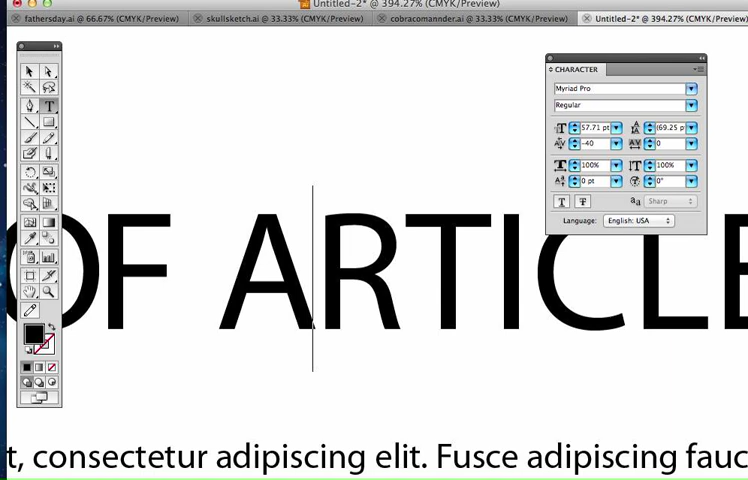 Untitled-2* @ 394.27% (CMYK/Preview)
fathersday.ai @ 66.67% (CMYK/Preview) skullsketch.ai @ 33.33% (CMYK/Preview) cobracomannder.ai @ 33.33% (CMYK/Preview) Untitled-2* @ 394.27% (CMYK/Preview)
CHARACTER
Myriad Pro
Regular
57.71 pt (69.25 p
-40 0
100% 100%
0 pt 0°
Sharp
Language: English: USA
OF ARTICLE
t, consectetur adipiscing elit. Fusce adipiscing fauc